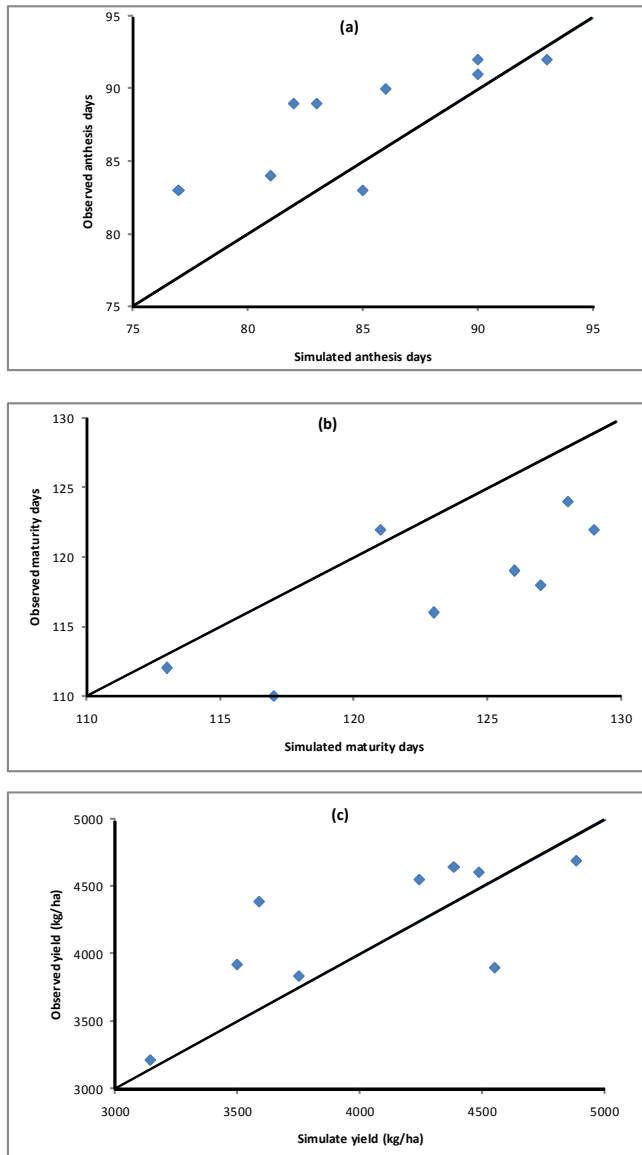 (a)
95
90
85
80
75
Observed anthesis days
75 80 85 90 95
Simulated anthesis days
(b)
130
125
120
115
110
Observed maturity days
110 115 120 125 130
Simulated maturity days
(c)
5000
4500
4000
3500
3000
Observed yield (kg/ha)
3000 3500 4000 4500 5000
Simulate yield (kg/ha)